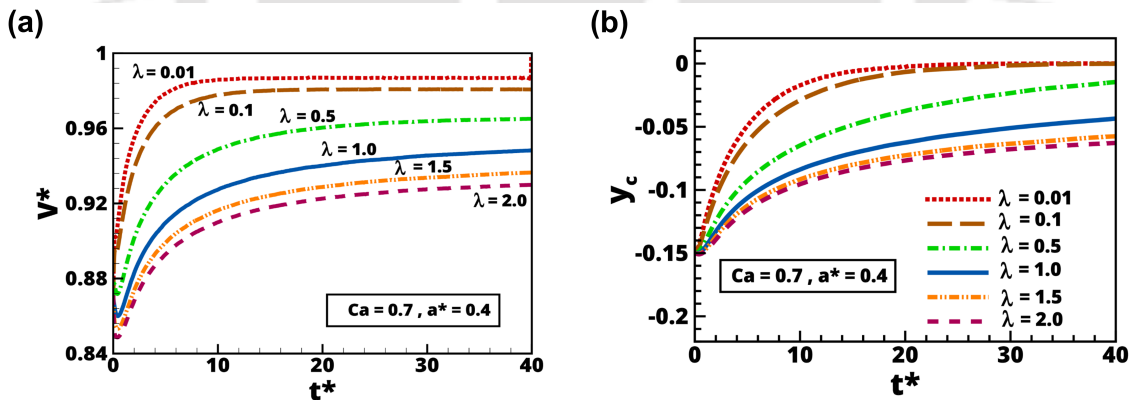 (a)
1
0.96
0.92
0.88
0.84
V*
λ = 0.01
λ = 0.1
λ = 0.5
λ = 1.0
λ = 1.5
λ = 2.0
Ca = 0.7 , a* = 0.4
0 10 20 30 40
t*
(b)
0
-0.05
-0.1
-0.15
-0.2
yc
λ = 0.01
λ = 0.1
λ = 0.5
λ = 1.0
λ = 1.5
λ = 2.0
Ca = 0.7 , a* = 0.4
0 10 20 30 40
t*